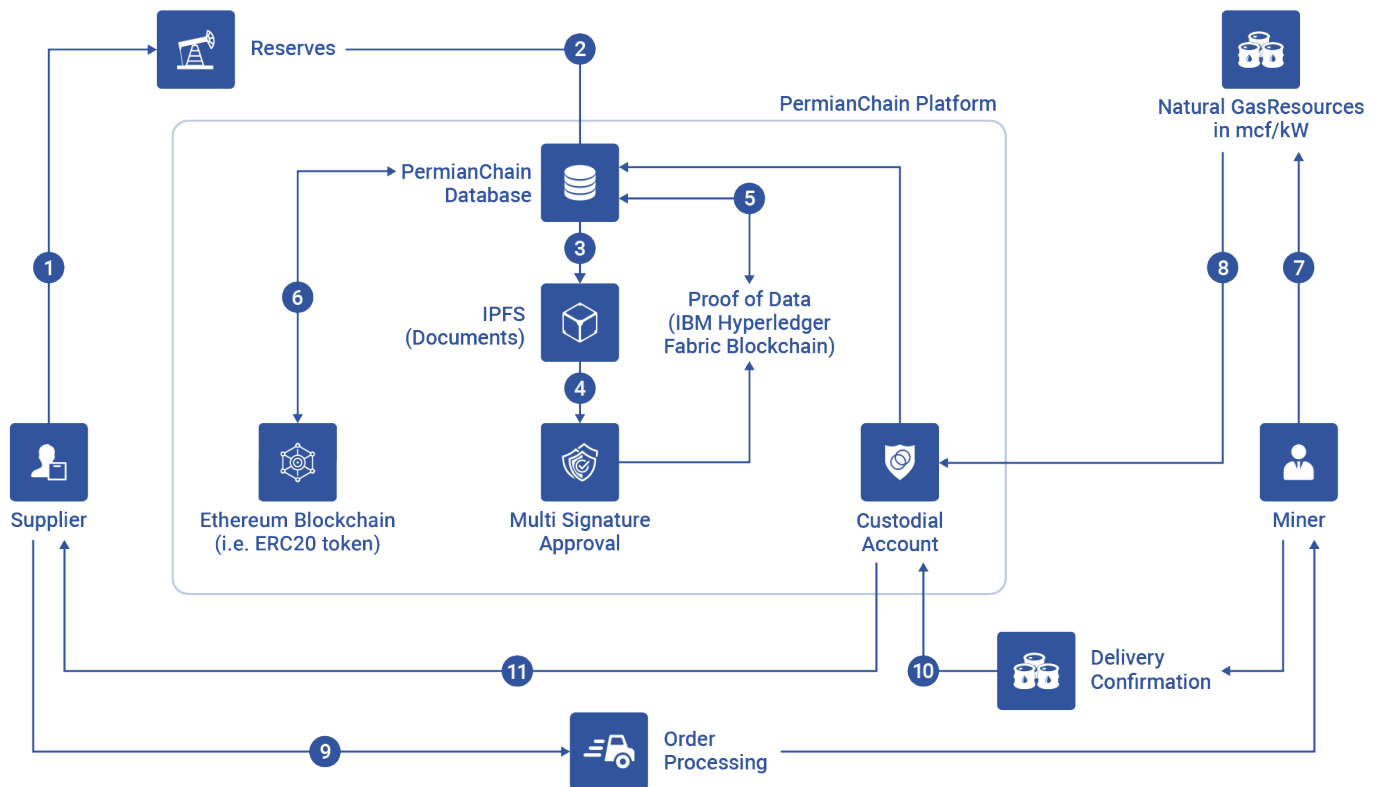 Reserves
2
PermianChain Platform
Natural GasResources
in mcf/kW
PermianChain
Database
5
3
1
8
7
6
IPFS
(Documents)
Proof of Data
(IBM Hyperledger
Fabric Blockchain)
4
Supplier
Ethereum Blockchain
(i.e. ERC20 token)
Multi Signature
Approval
Custodial
Account
Miner
11
10
Delivery
Confirmation
9
Order
Processing